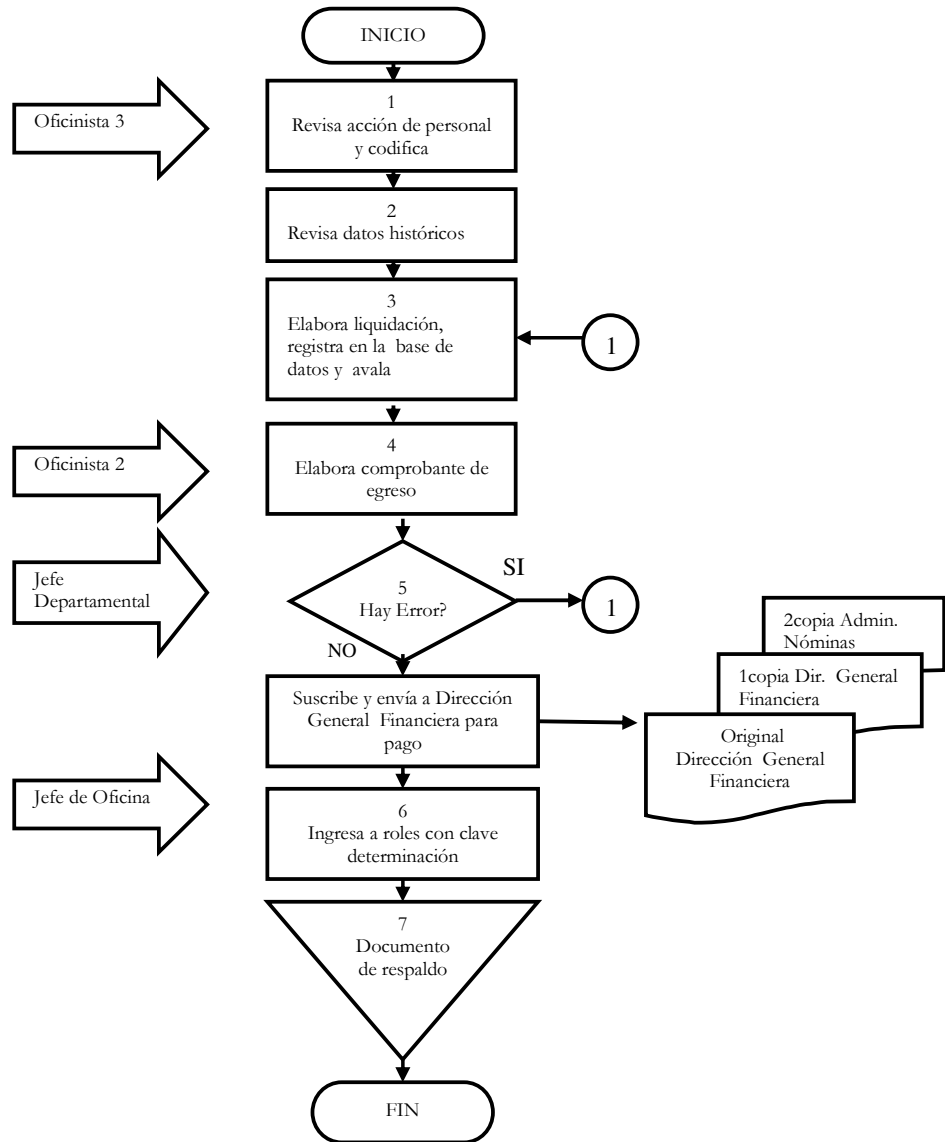 INICIO
Oficinista 3
1
Revisa acción de personal
y codifica
2
Revisa datos históricos
3
Elabora liquidación,
registra en la base de
datos y avala
1
Oficinista 2
4
Elabora comprobante de
egreso
Jefe
Departamental
5
Hay Error?
SI
1
NO
Suscribe y envía a Dirección
General Financiera para
pago
2copia Admin.
Nóminas
1copia Dir. General
Financiera
Original
Dirección General
Financiera
Jefe de Oficina
6
Ingresa a roles con clave
determinación
7
Documento
de respaldo
FIN